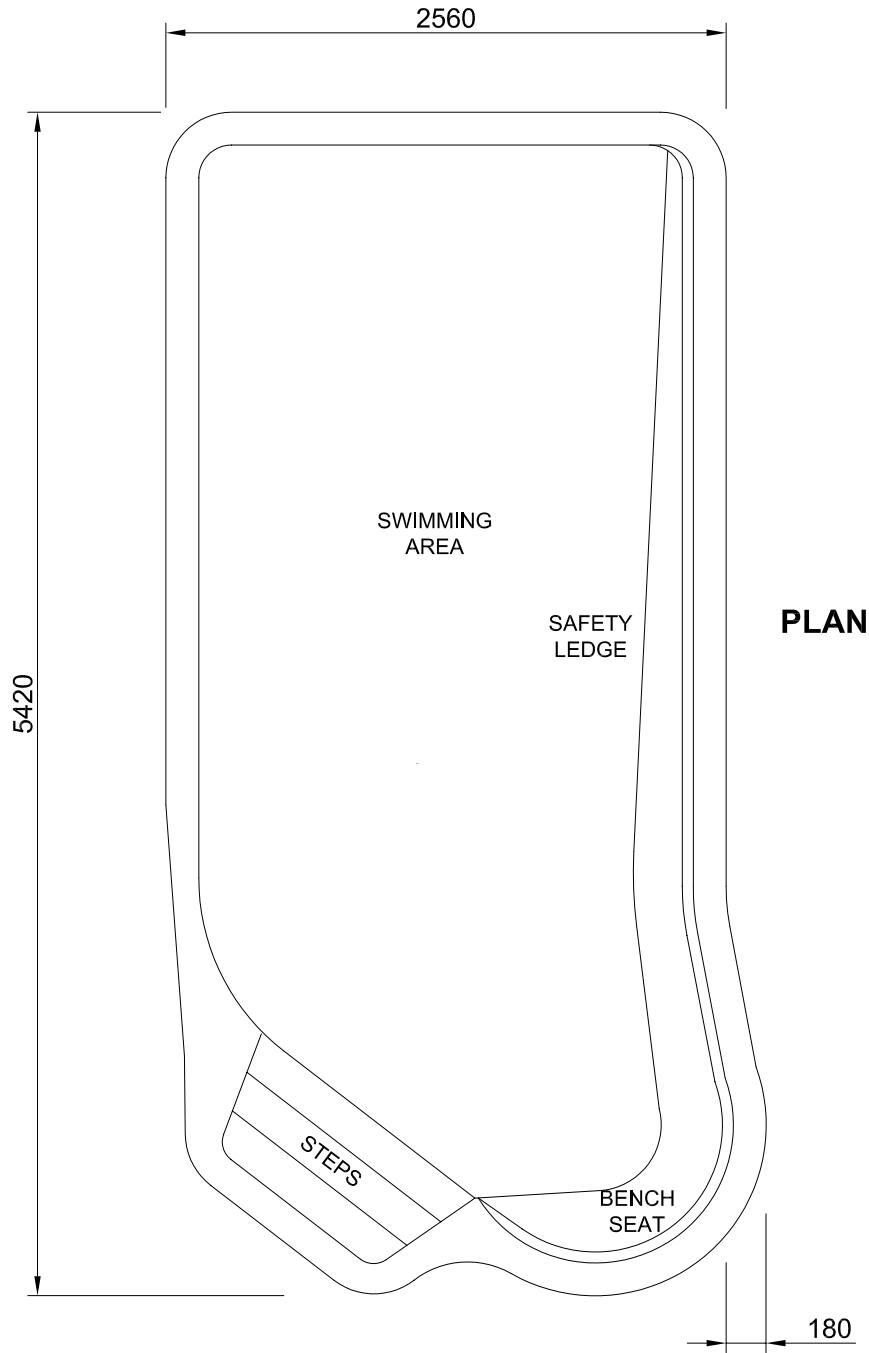 2560
SWIMMING
AREA
SAFETY
LEDGE
PLAN
5420
STEPS
BENCH
SEAT
180